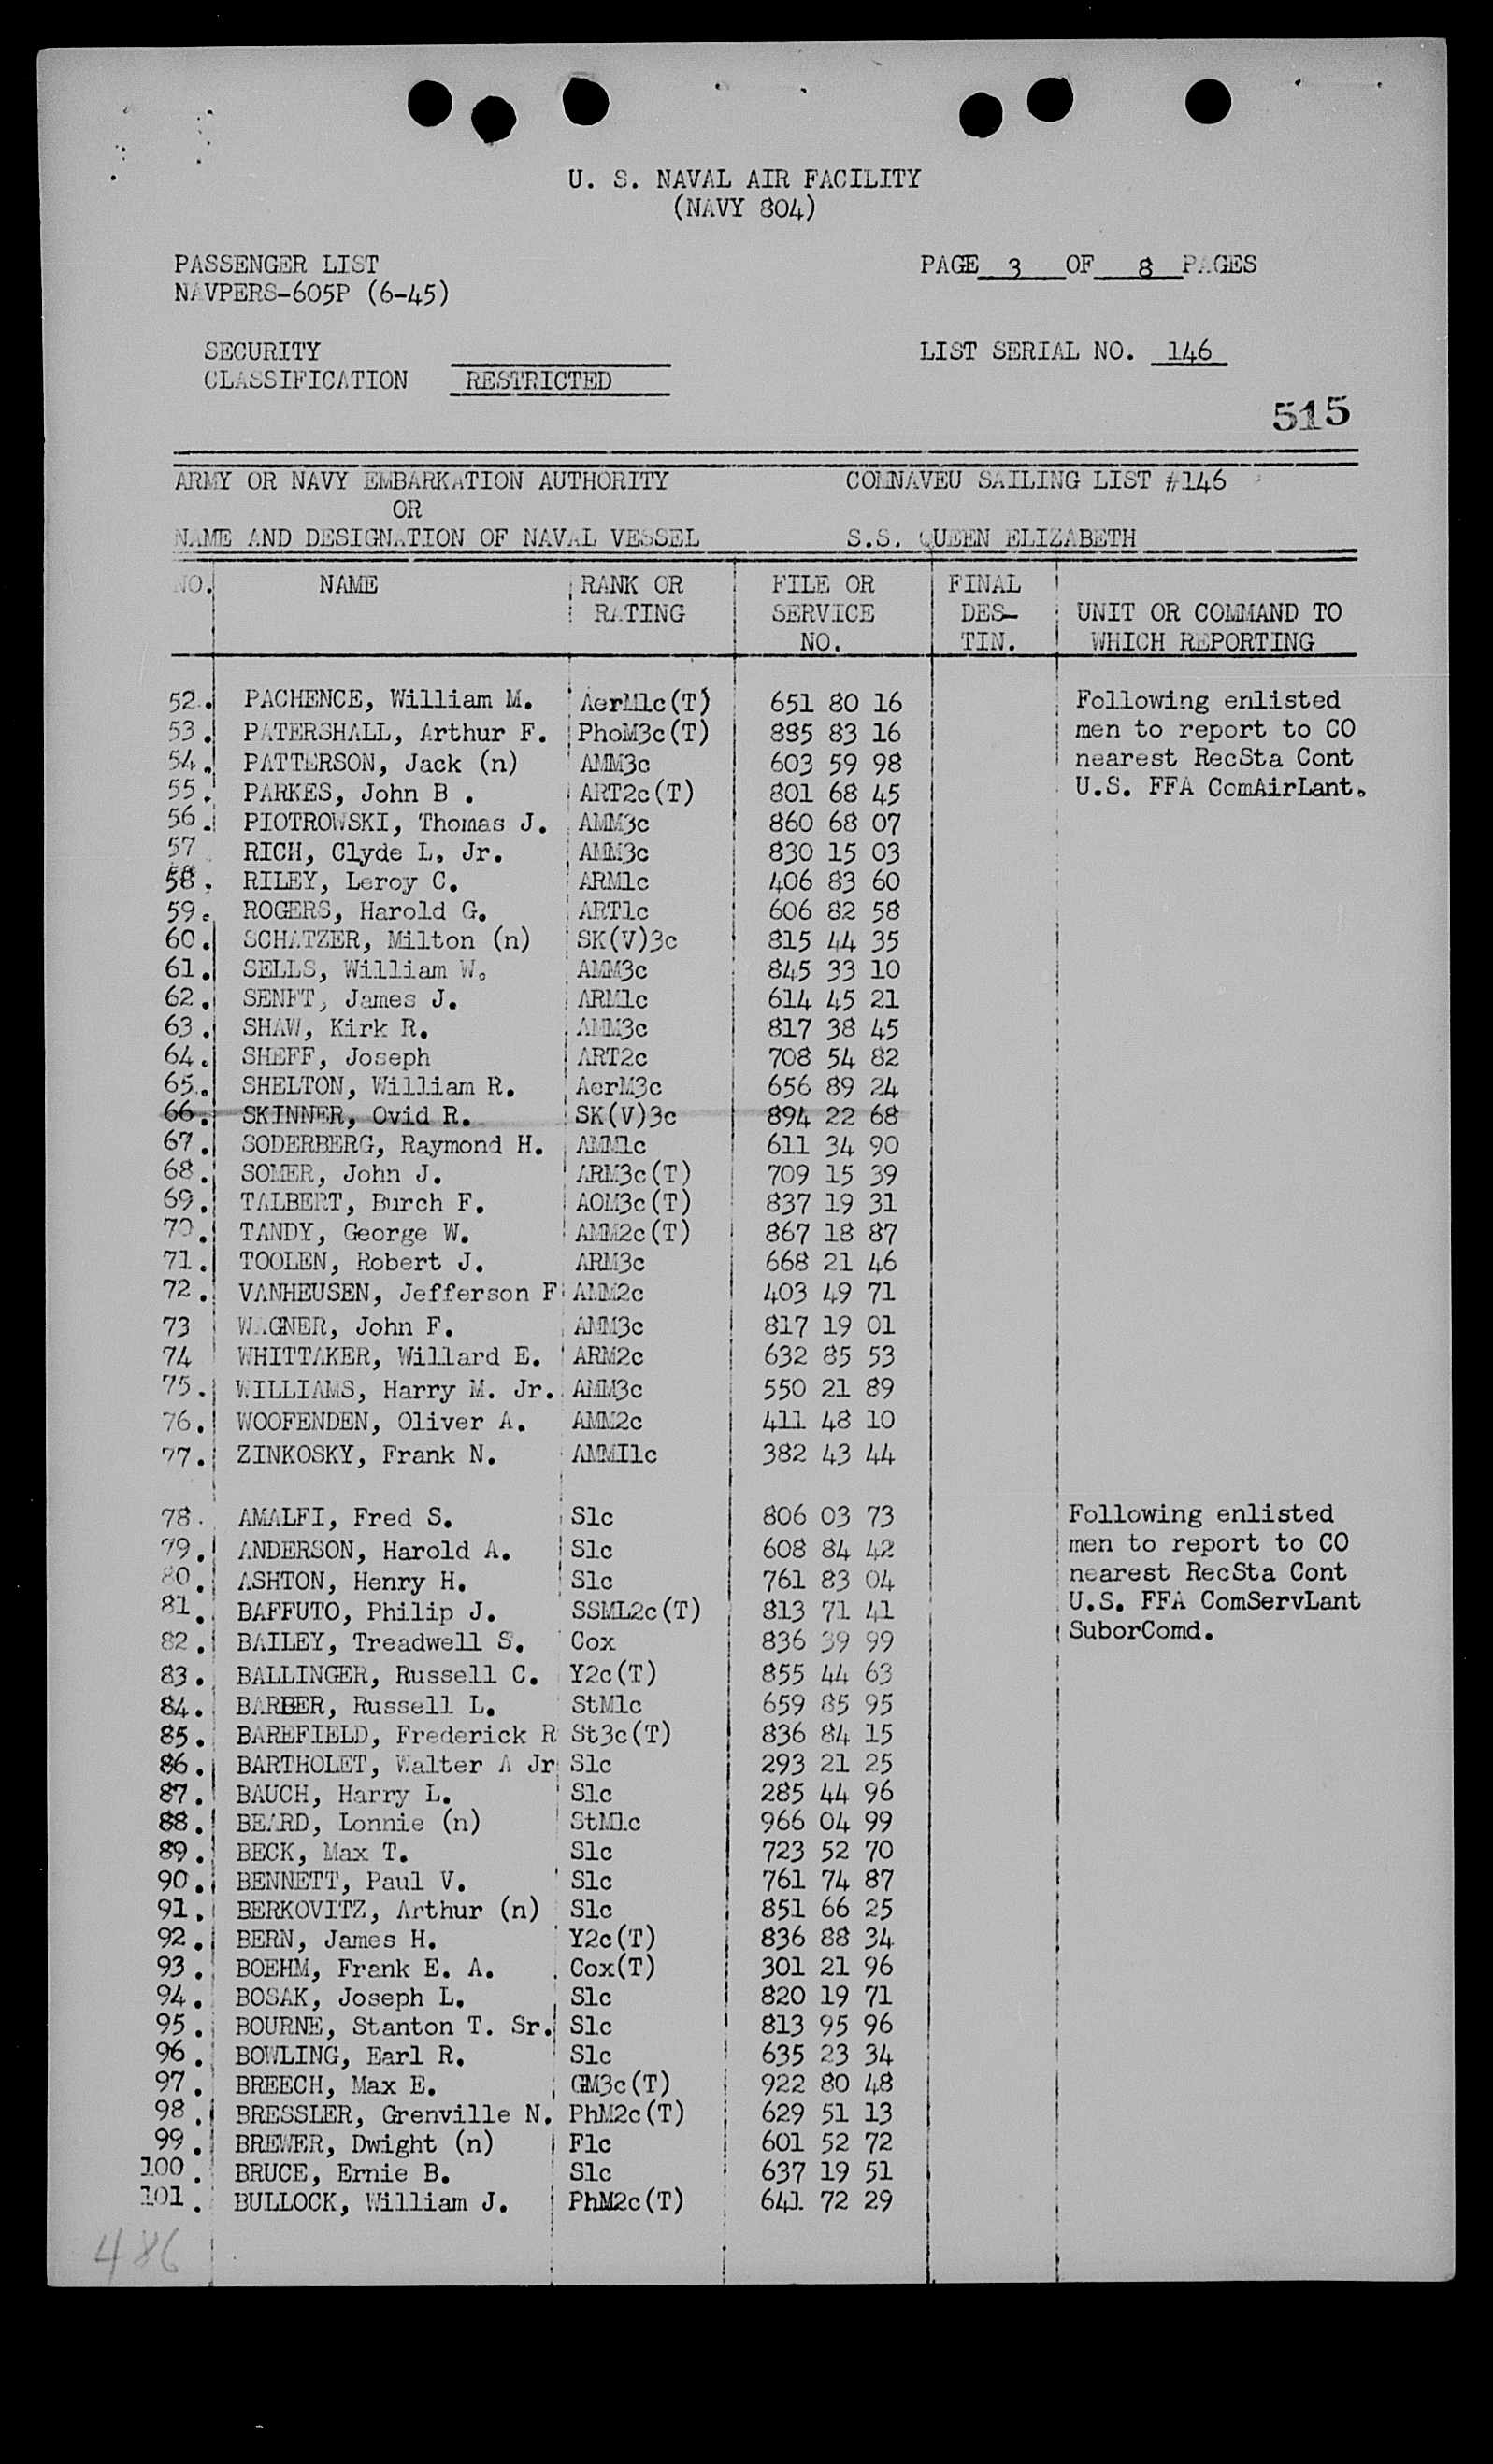 U. S. NAVAL AIR FACILITY
(NAVY 804)
PASSENGER LIST PAGE 3 OF 8 PAGES
NAVPERS-605P (6-45)
SECURITY LIST SERIAL NO. 146
CLASSIFICATION RESTRICTED
515
ARMY OR NAVY EMBARKATION AUTHORITY COMNAVEU SAILING LIST #146
OR
NAME AND DESIGNATION OF NAVAL VESSEL S.S. QUEEN ELIZABETH
NO. NAME RANK OR FILE OR FINAL
RATING SERVICE DES- UNIT OR COMMAND TO
NO. TIN. WHICH REPORTING
52. PACHENCE, William M. AerM1c(T) 651 80 16 Following enlisted
53. PATERSHALL, Arthur F. PhoM3c(T) 885 83 16 men to report to CO
54. PATTERSON, Jack (n) AMM3c 603 59 98 nearest RecSta Cont
55. PARKES, John B . ART2c(T) 801 68 45 U.S. FFA ComAirLant.
56. PIOTROWSKI, Thomas J. AMM3c 860 68 07
57 RICH, Clyde L. Jr. AMM3c 830 15 03
58. RILEY, Leroy C. ARM1c 406 83 60
59. ROGERS, Harold G. ART1c 606 82 58
60. SCHATZER, Milton (n) SK(V)3c 815 44 35
61. SELLS, William W. AMM3c 845 33 10
62. SENFT, James J. ARM1c 614 45 21
63. SHAW, Kirk R. AMM3c 817 38 45
64. SHEFF, Joseph ART2c 708 54 82
65. SHELTON, William R. AerM3c 656 89 24
66. SKINNER, Ovid R. SK(V)3c 894 22 68
67. SODERBERG, Raymond H. AMM1c 611 34 90
68. SOMER, John J. ARM3c(T) 709 15 39
69. TALBERT, Burch F. AOM3c(T) 837 19 31
70. TANDY, George W. AMM2c(T) 867 18 87
71. TOOLEN, Robert J. ARM3c 668 21 46
72. VANHEUSEN, Jefferson F AMM2c 403 49 71
73 WAGNER, John F. AMM3c 817 19 01
74 WHITTAKER, Willard E. ARM2c 632 85 53
75. WILLIAMS, Harry M. Jr. AMM3c 550 21 89
76. WOOFENDEN, Oliver A. AMM2c 411 48 10
77. ZINKOSKY, Frank N. AMMI1c 382 43 44
78. AMALFI, Fred S. S1c 806 03 73 Following enlisted
79. ANDERSON, Harold A. S1c 608 84 42 men to report to CO
80. ASHTON, Henry H. S1c 761 83 04 nearest RecSta Cont
81. BAFFUTO, Philip J. SSML2c(T) 813 71 41 U.S. FFA ComServLant
82. BAILEY, Treadwell S. Cox 836 39 99 SuborComd.
83. BALLINGER, Russell C. Y2c(T) 855 44 63
84. BARBER, Russell L. StM1c 659 85 95
85. BAREFIELD, Frederick R St3c(T) 836 84 15
86. BARTHOLET, Walter A Jr S1c 293 21 25
87. BAUCH, Harry L. S1c 285 44 96
88. BEARD, Lonnie (n) StM1c 966 04 99
89. BECK, Max T. S1c 723 52 70
90. BENNETT, Paul V. S1c 761 74 87
91. BERKOVITZ, Arthur (n) S1c 851 66 25
92. BERN, James H. Y2c(T) 836 88 34
93. BOEHM, Frank E. A. Cox(T) 301 21 96
94. BOSAK, Joseph L. S1c 820 19 71
95. BOURNE, Stanton T. Sr. S1c 813 95 96
96. BOWLING, Earl R. S1c 635 23 34
97. BREECH, Max E. GM3c(T) 922 80 48
98. BRESSLER, Grenville N. PhM2c(T) 629 51 13
99. BREWER, Dwight (n) F1c 601 52 72
100. BRUCE, Ernie B. S1c 637 19 51
101. BULLOCK, William J. PhM2c(T) 641 72 29
486